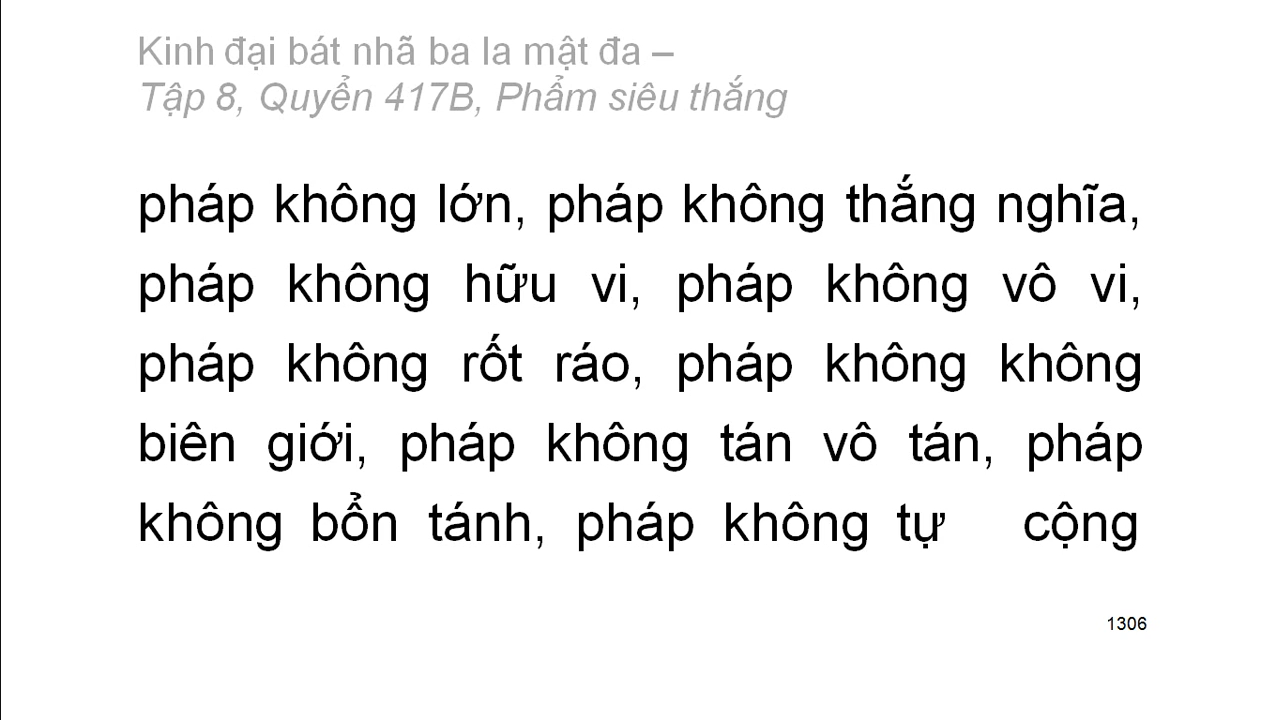 Kinh đại bát nhã ba la mật đa –
Tập 8, Quyển 417B, Phẩm siêu thắng
pháp không lớn, pháp không thắng nghĩa,
pháp không hữu vi, pháp không vô vi,
pháp không rốt ráo, pháp không không
biên giới, pháp không tán vô tán, pháp
không bổn tánh, pháp không tự cộng
1306